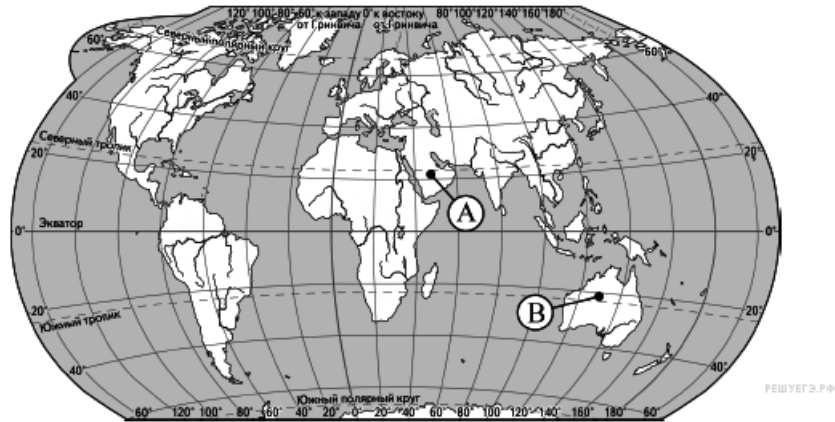 120° 100° 80° 60° к западу 0° к востоку 80° 100° 120° 140° 160° 180°
от Гринвича от Гринвича
Северный полярный круг
60° 60°
40° 40°
Северный тропик
20° 20°
А
Экватор
0° 0°
В
20° 20°
Южный тропик
40° 40°
РЕШУЕГЭ.РФ
Южный полярный круг
60° 120° 100° 80° 60° 40° 20° 0° 20° 40° 60° 80° 100° 120° 140° 160° 180° 60°